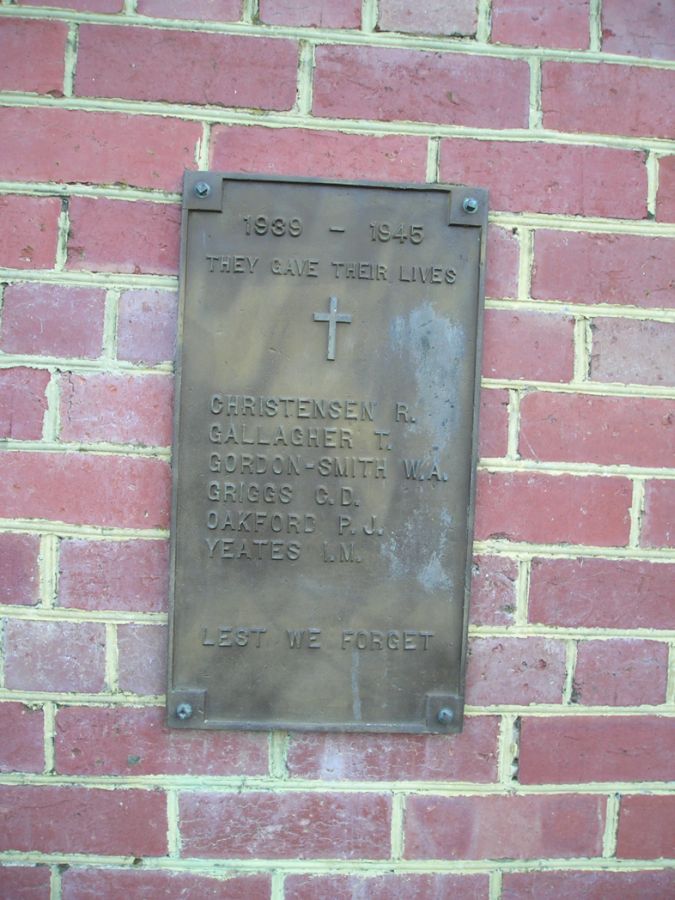 1939 - 1945
THEY GAVE THEIR LIVES
CHRISTENSEN R.
GALLAGHER T.
GORDON-SMITH W.A.
GRIGGS C.D.
OAKFORD P.J.
YEATES I.M.
LEST WE FORGET